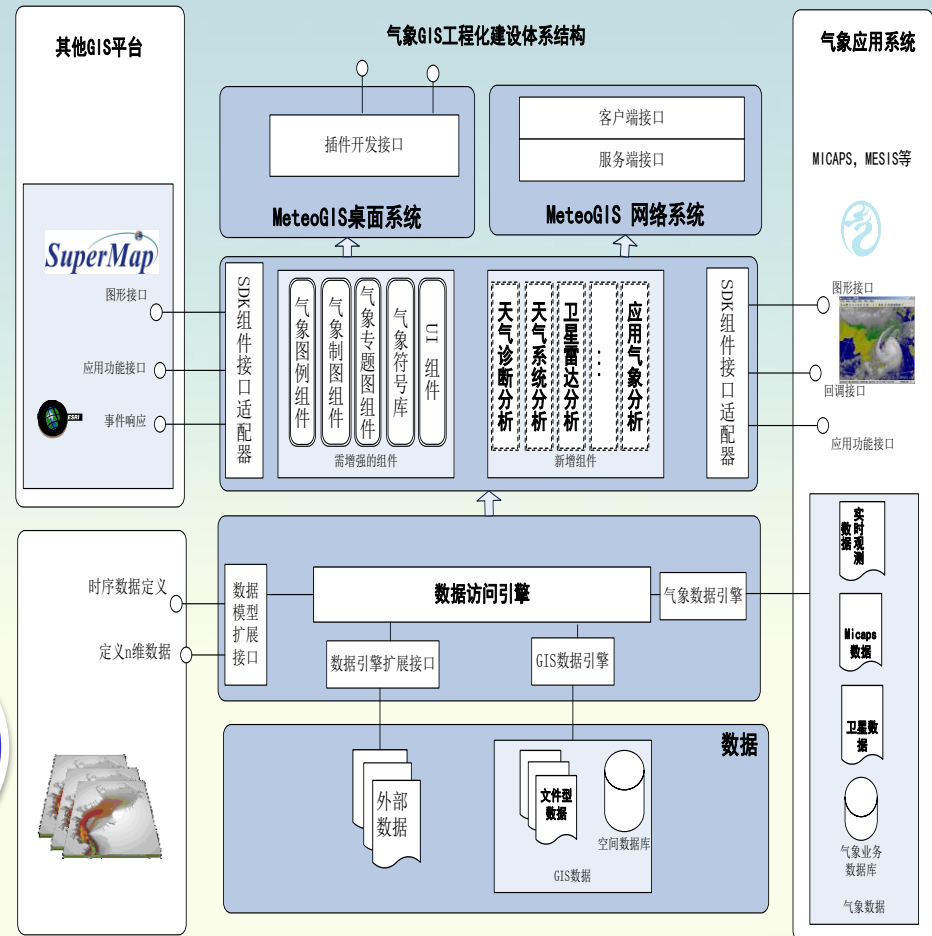 气象GIS工程化建设体系结构
其他GIS平台
SuperMap
图形接口
应用功能接口
ESRI
事件响应
时序数据定义
定义n维数据
插件开发接口
MeteoGIS桌面系统
客户端接口
服务端接口
MeteoGIS 网络系统
SDK组件接口适配器
气象图例组件
气象制图组件
气象专题图组件
气象符号库
UI 组件
需增强的组件
天气诊断分析
天气系统分析
卫星雷达分析
...
应用气象分析
新增组件
SDK组件接口适配器
数据
模型
扩展
接口
数据访问引擎
气象数据引擎
数据引擎扩展接口
GIS数据引擎
数据
外部
数据
文件型
数据
空间数据库
GIS数据
气象应用系统
MICAPS, MESIS等
图形接口
回调接口
应用功能接口
实时观测
数据
Micaps
数据
卫星数
据
气象业务
数据库
气象数据